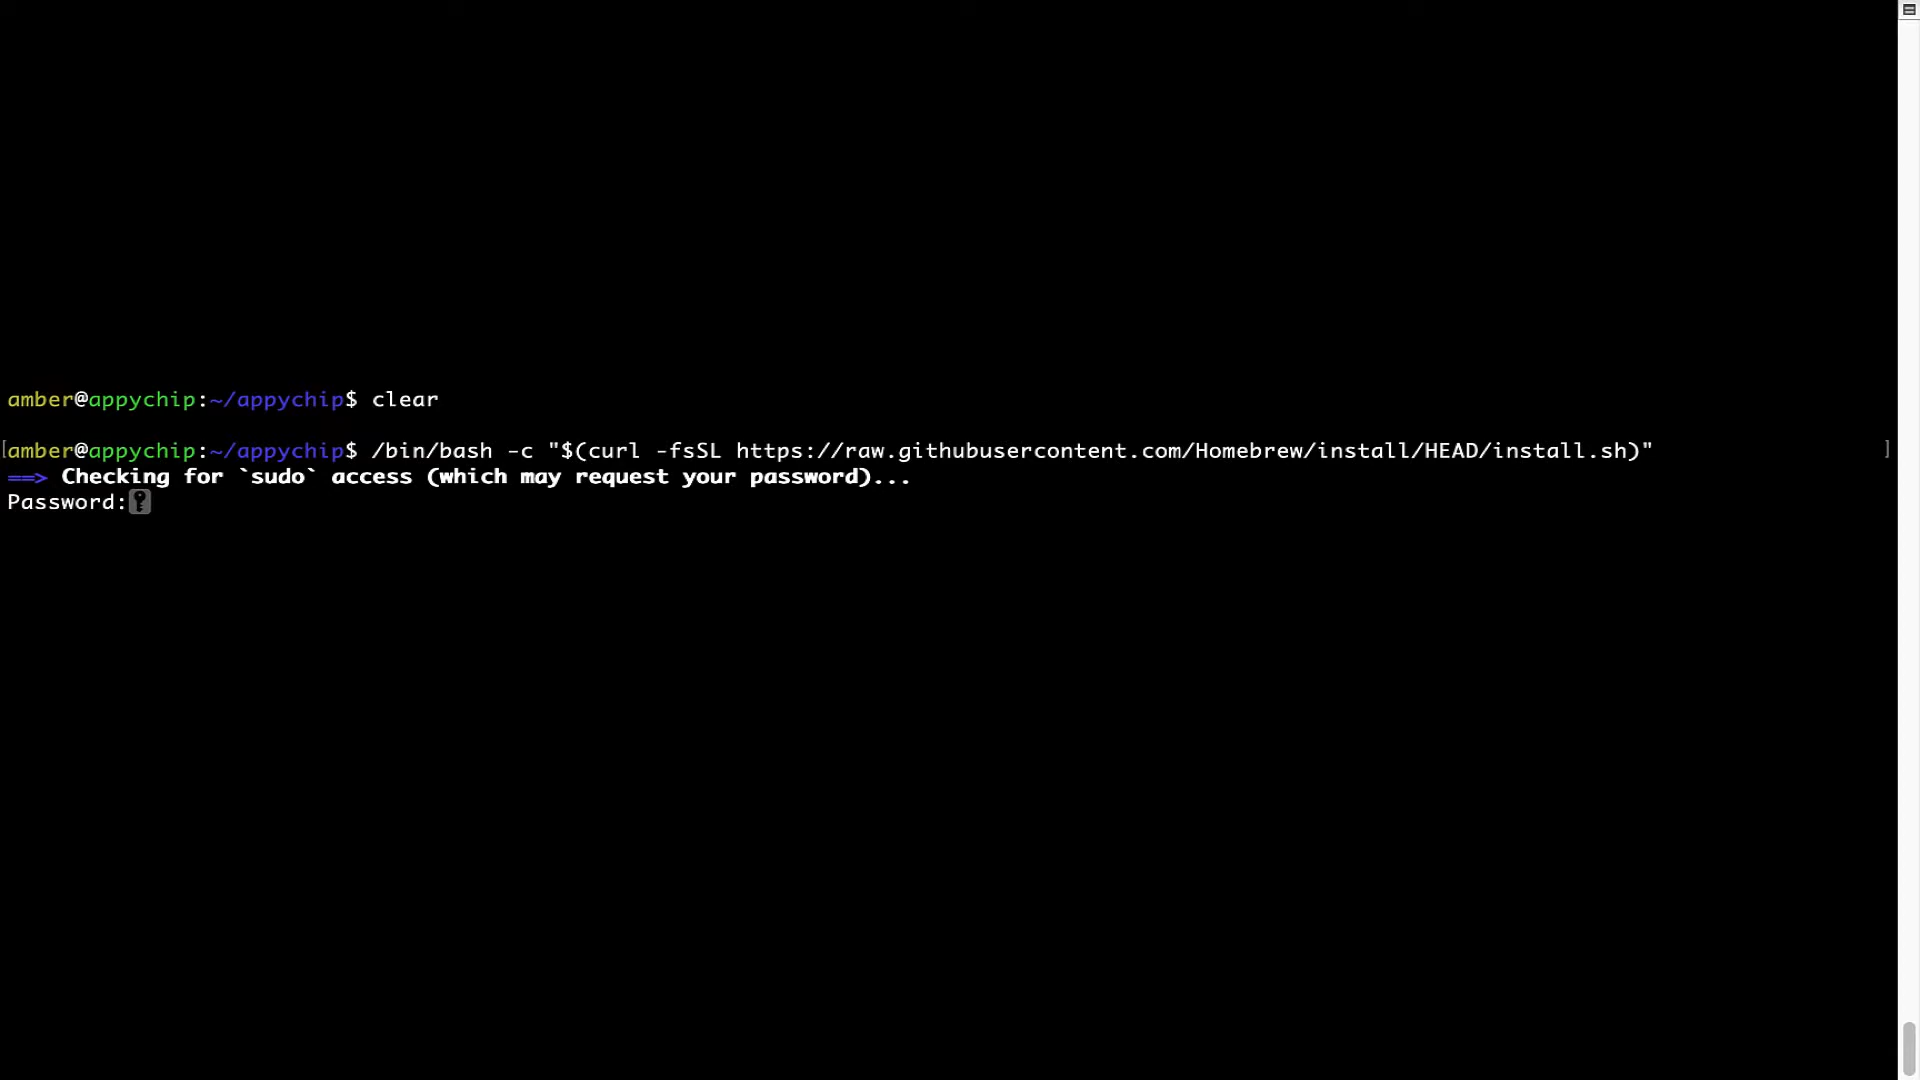 amber@appychip:~/appychip$ clear
[amber@appychip:~/appychip$ /bin/bash -c "$(curl -fsSL https://raw.githubusercontent.com/Homebrew/install/HEAD/install.sh)" ]
==> Checking for `sudo` access (which may request your password)...
Password: